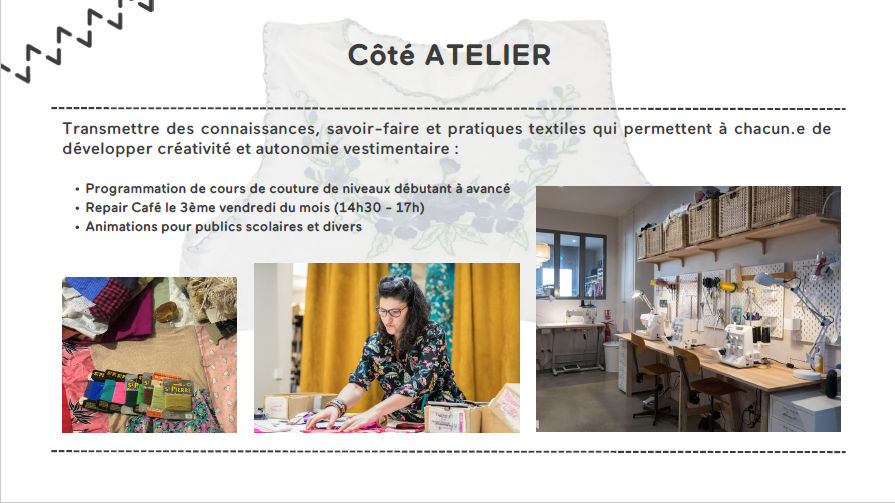 Côté ATELIER
Transmettre des connaissances, savoir-faire et pratiques textiles qui permettent à chacun.e de
développer créativité et autonomie vestimentaire :
• Programmation de cours de couture de niveaux débutant à avancé
• Repair Café le 3ème vendredi du mois (14h30 - 17h)
• Animations pour publics scolaires et divers
St PIERRE